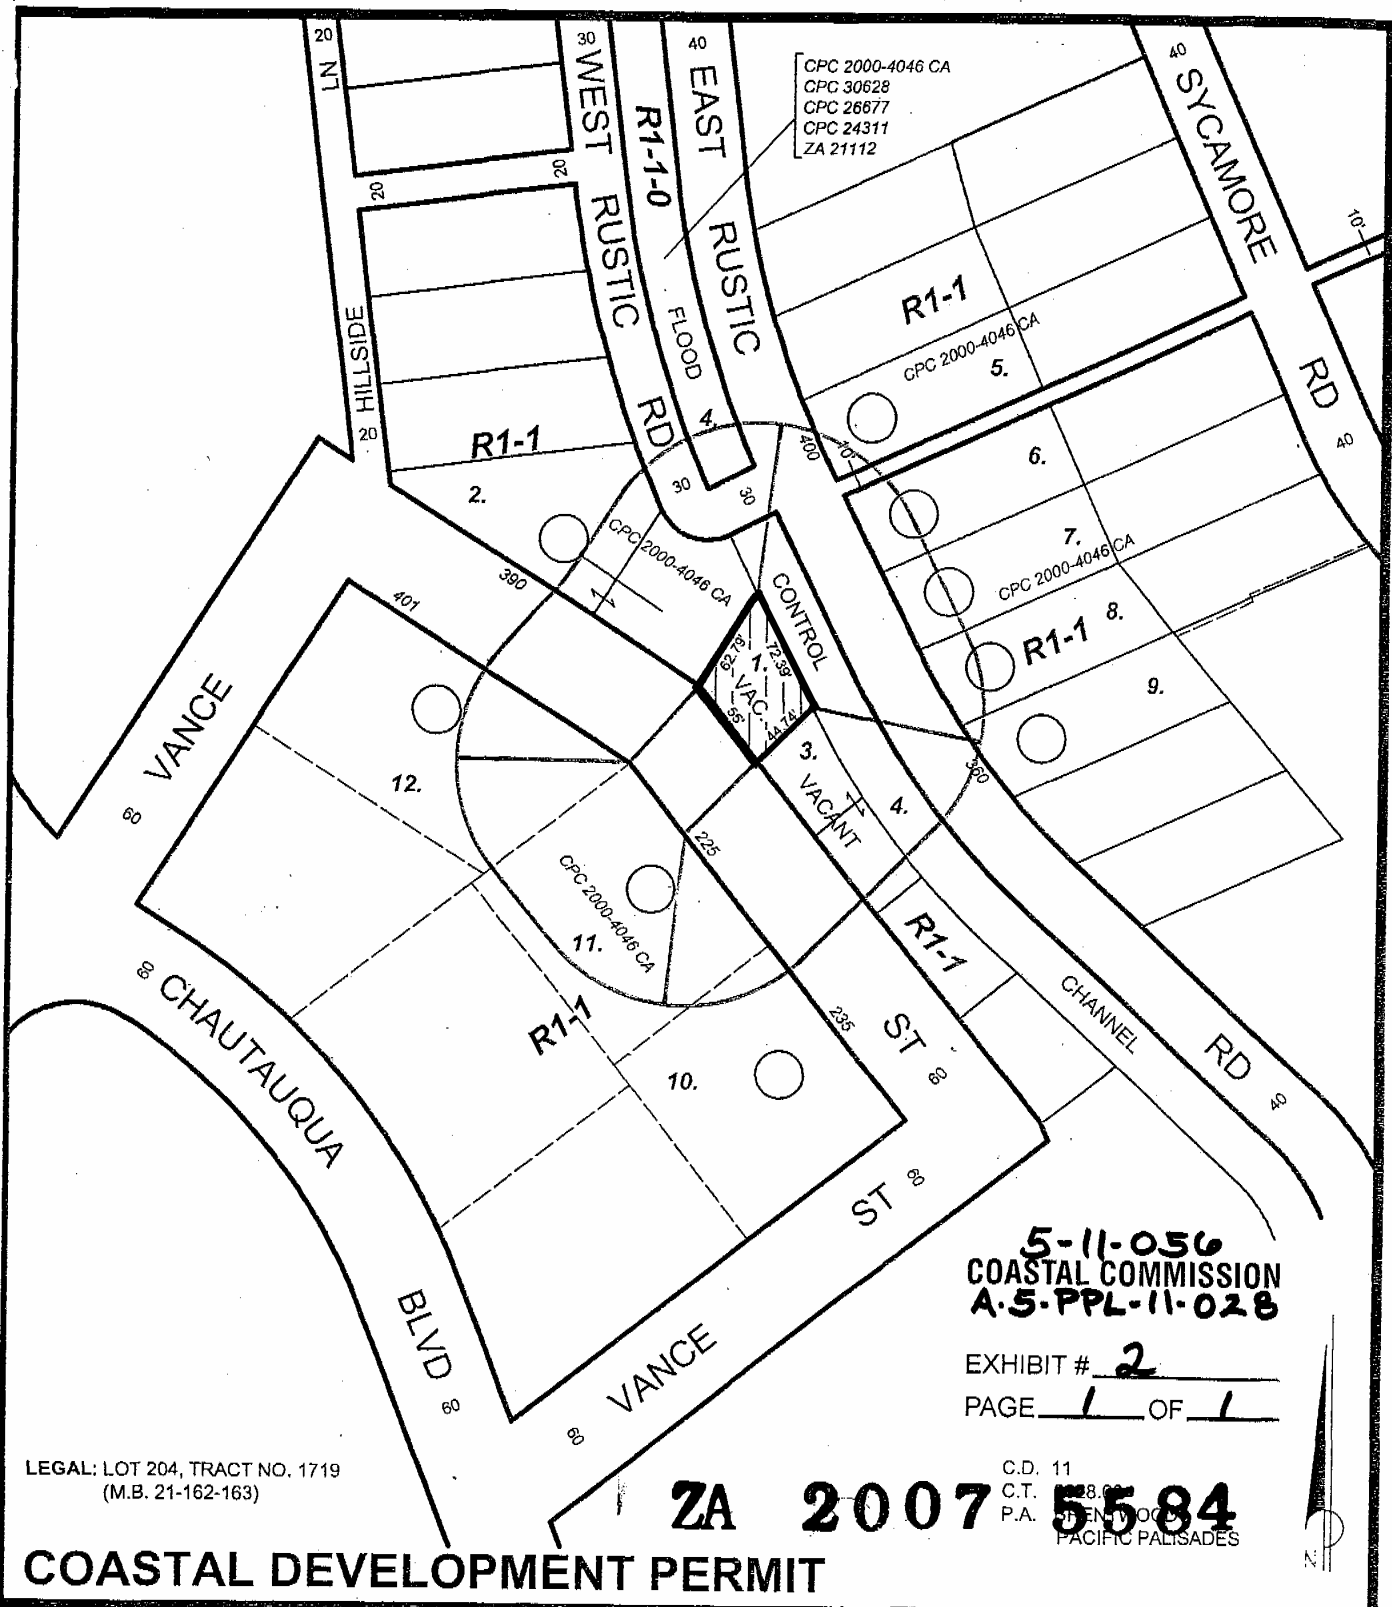 20
LN
30
WEST RUSTIC RD
R1-1-0
40
EAST RUSTIC
CPC 2000-4046 CA
CPC 30628
CPC 26677
CPC 24311
ZA 21112
40
SYCAMORE RD
40
10'
20
20
R1-1
CPC 2000-4046 CA
5.
FLOOD
4.
HILLSIDE
20
R1-1
2.
30
30
400
10'
6.
7.
CPC 2000-4046 CA
R1-1
8.
9.
CPC 2000-4046 CA
390
401
CONTROL
62.79'
72.39'
1.
VAC.
55'
44.74'
3.
VACANT
4.
360
VANCE
60
12.
225
CPC 2000-4046 CA
11.
R1-1
R1-1
10.
235
ST
60
CHANNEL
RD
40
60
CHAUTAUQUA
BLVD
60
ST
60
VANCE
60
5-11-056
COASTAL COMMISSION
A.5.PPL-11-028
EXHIBIT # 2
PAGE 1 OF 1
LEGAL: LOT 204, TRACT NO. 1719
(M.B. 21-162-163)
C.D. 11
C.T.
P.A.
PACIFIC PALISADES
ZA 2007 5584
N
COASTAL DEVELOPMENT PERMIT